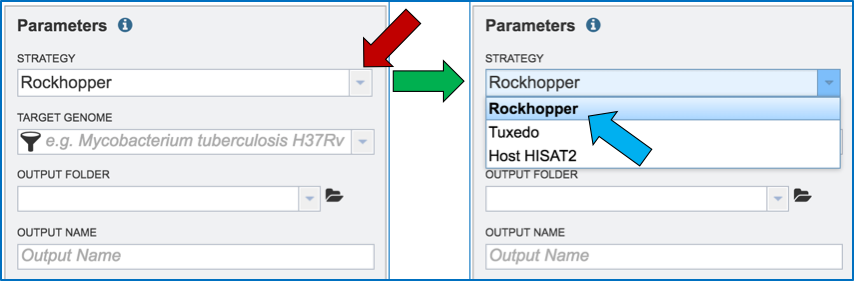 Parameters
STRATEGY
Rockhopper
TARGET GENOME
e.g. Mycobacterium tuberculosis H37Rv
OUTPUT FOLDER
OUTPUT NAME
Output Name
Parameters
STRATEGY
Rockhopper
Rockhopper
Tuxedo
Host HISAT2
OUTPUT FOLDER
OUTPUT NAME
Output Name